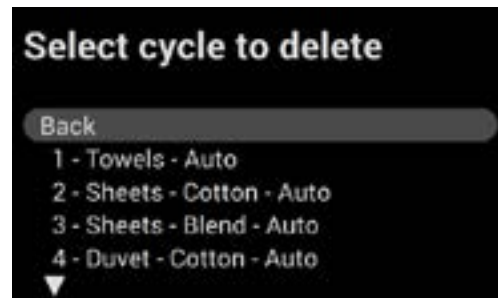 Select cycle to delete
Back
1 - Towels - Auto
2 - Sheets - Cotton - Auto
3 - Sheets - Blend - Auto
4 - Duvet - Cotton - Auto